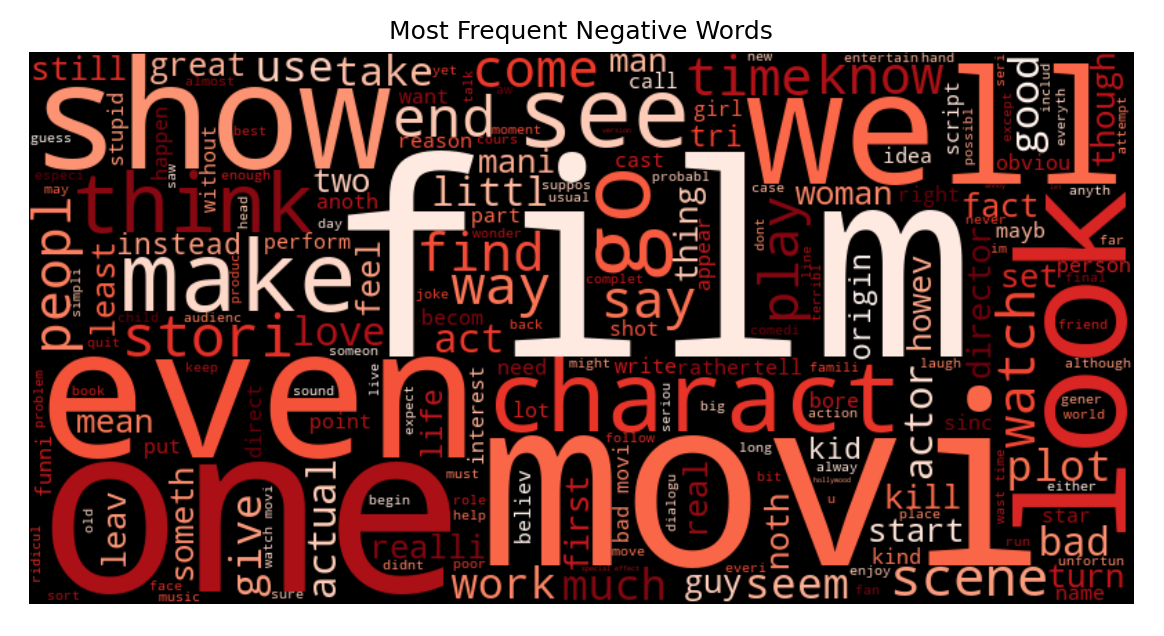 Most Frequent Negative Words
still
great
use
take
yet
talk
come
man
call
new
time
know
entertain
hand
seri
almost
want
aw
show
stupid
happen
best
end
see
girl
well
script
good
includ
everyth
though
attempt
guess
without
reason
moment
cours
version
tri
idea
possibl
except
obviou
saw
enough
mani
cast
probabl
especi
may
think
two
anoth
littl
suppos
usual
film
go
thing
case
woman
right
fact
anyth
never
peopl
head
day
part
wonder
appear
dont
play
line
terribl
mayb
far
im
instead
perform
feel
find
way
complet
say
origin
howev
director
set
person
final
look
simpli
least
make
product
audienc
joke
becom
back
act
shot
comedi
watch
friend
child
quit
stori
love
someon
might
need
write
rather
tell
famili
laugh
although
even
keep
live
interest
charact
seriou
bore
action
big
actor
sinc
gener
world
book
problem
mean
sound
expect
lot
put
direct
point
life
follow
long
kid
alway
hollywood
plot
either
funni
one
must
movi
bad movi
bit
wast time
old
leav
someth
give
watch movi
actual
begin
role
help
believ
first
dialogu
real
noth
u
kill
place
star
start
run
bad
ridicul
realli
didnt
poor
move
special effect
everi
kind
unfortun
sort
face
music
sure
work
much
guy
seem
enjoy
fan
scene
turn
name